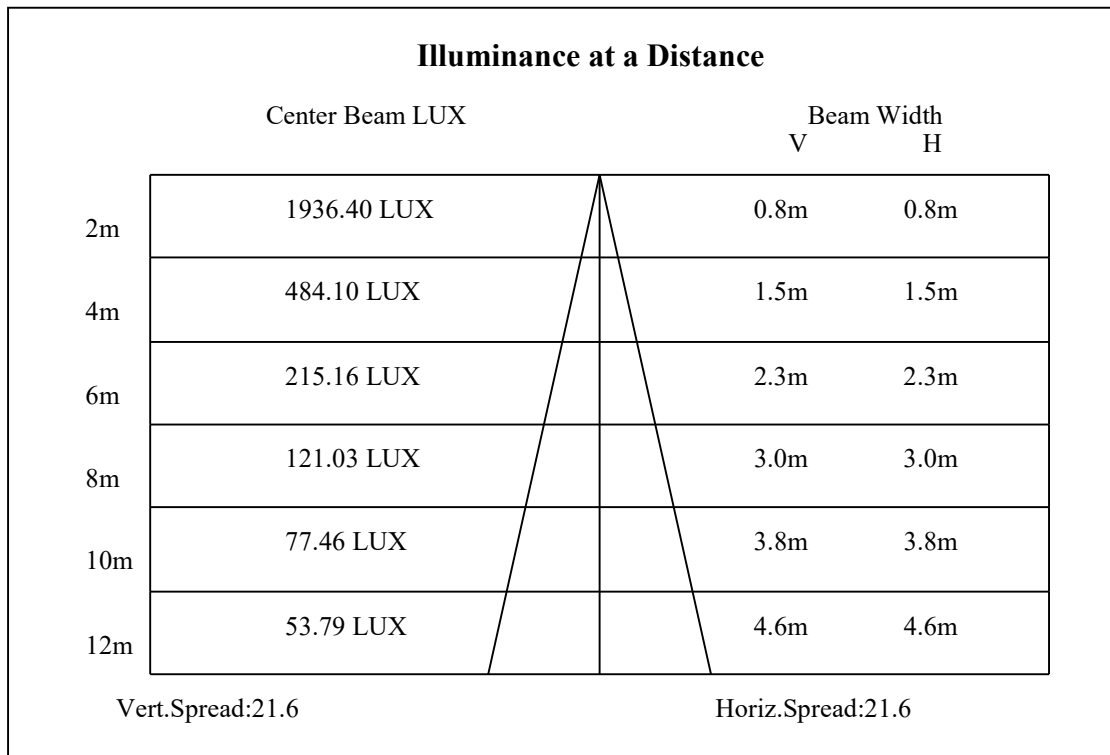 Illuminance at a Distance
Center Beam LUX Beam Width
V H
2m 1936.40 LUX 0.8m 0.8m
4m 484.10 LUX 1.5m 1.5m
6m 215.16 LUX 2.3m 2.3m
8m 121.03 LUX 3.0m 3.0m
10m 77.46 LUX 3.8m 3.8m
12m 53.79 LUX 4.6m 4.6m
Vert.Spread:21.6 Horiz.Spread:21.6